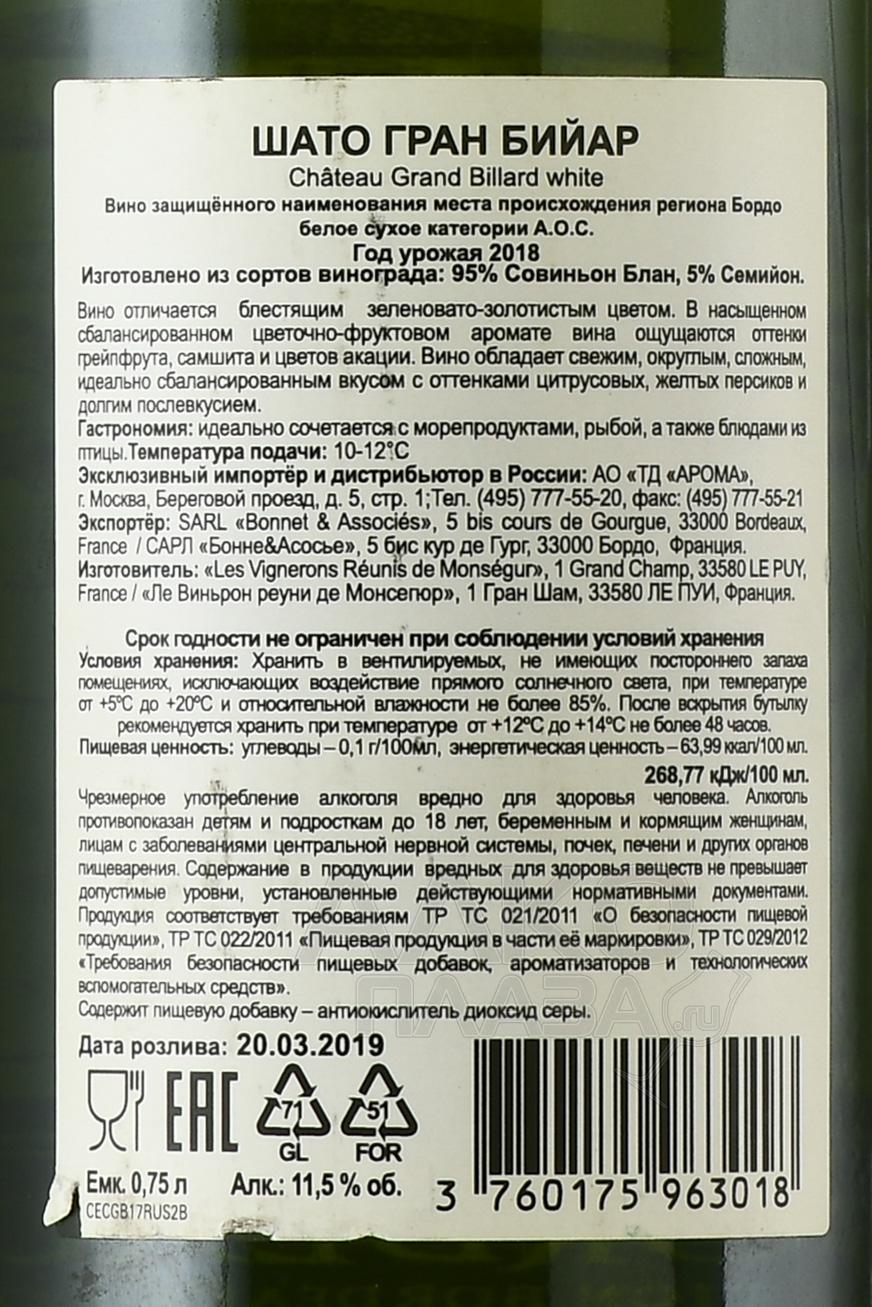 ШАТО ГРАН БИЙАР
Château Grand Billard white
Вино защищённого наименования места происхождения региона Бордо
белое сухое категории А.О.С.
Год урожая 2018
Изготовлено из сортов винограда: 95% Совиньон Блан, 5% Семийон.
Вино отличается блестящим зеленовато-золотистым цветом. В насыщенном
сбалансированном цветочно-фруктовом аромате вина ощущаются оттенки
грейпфрута, самшита и цветов акации. Вино обладает свежим, округлым, сложным,
идеально сбалансированным вкусом с оттенками цитрусовых, желтых персиков и
долгим послевкусием.
Гастрономия: идеально сочетается с морепродуктами, рыбой, а также блюдами из
птицы.Температура подачи: 10-12°С
Эксклюзивный импортёр и дистрибьютор в России: АО «ТД «АРОМА»,
г. Москва, Береговой проезд, д. 5, стр. 1;Тел. (495) 777-55-20, факс: (495) 777-55-21
Экспортёр: SARL «Bonnet & Associés», 5 bis cours de Gourgue, 33000 Bordeaux,
France / САРЛ «Бонне&Асосье», 5 бис кур де Гург, 33000 Бордо, Франция.
Изготовитель: «Les Vignerons Réunis de Monségur», 1 Grand Champ, 33580 LE PUY,
France / «Ле Виньрон реуни де Монсегюр», 1 Гран Шам, 33580 ЛЕ ПУИ, Франция.
Срок годности не ограничен при соблюдении условий хранения
Условия хранения: Хранить в вентилируемых, не имеющих постороннего запаха
помещениях, исключающих воздействие прямого солнечного света, при температуре
от +5°С до +20°С и относительной влажности не более 85%. После вскрытия бутылку
рекомендуется хранить при температуре от +12°С до +14°С не более 48 часов.
Пищевая ценность: углеводы – 0,1 г/100мл, энергетическая ценность – 63,99 ккал/100 мл.
268,77 кДж/100 мл.
Чрезмерное употребление алкоголя вредно для здоровья человека. Алкоголь
противопоказан детям и подросткам до 18 лет, беременным и кормящим женщинам,
лицам с заболеваниями центральной нервной системы, почек, печени и других органов
пищеварения. Содержание в продукции вредных для здоровья веществ не превышает
допустимые уровни, установленные действующими нормативными документами.
Продукция соответствует требованиям ТР ТС 021/2011 «О безопасности пищевой
продукции», ТР ТС 022/2011 «Пищевая продукция в части её маркировки», ТР ТС 029/2012
«Требования безопасности пищевых добавок, ароматизаторов и технологических
вспомогательных средств».
Содержит пищевую добавку – антиокислитель диоксид серы.
ПЛАЗА.ru
Дата розлива: 20.03.2019
EAC
71
GL
51
FOR
Емк. 0,75 л Алк.: 11,5 % об.
CECGB17RUS2B
3 760175 963018